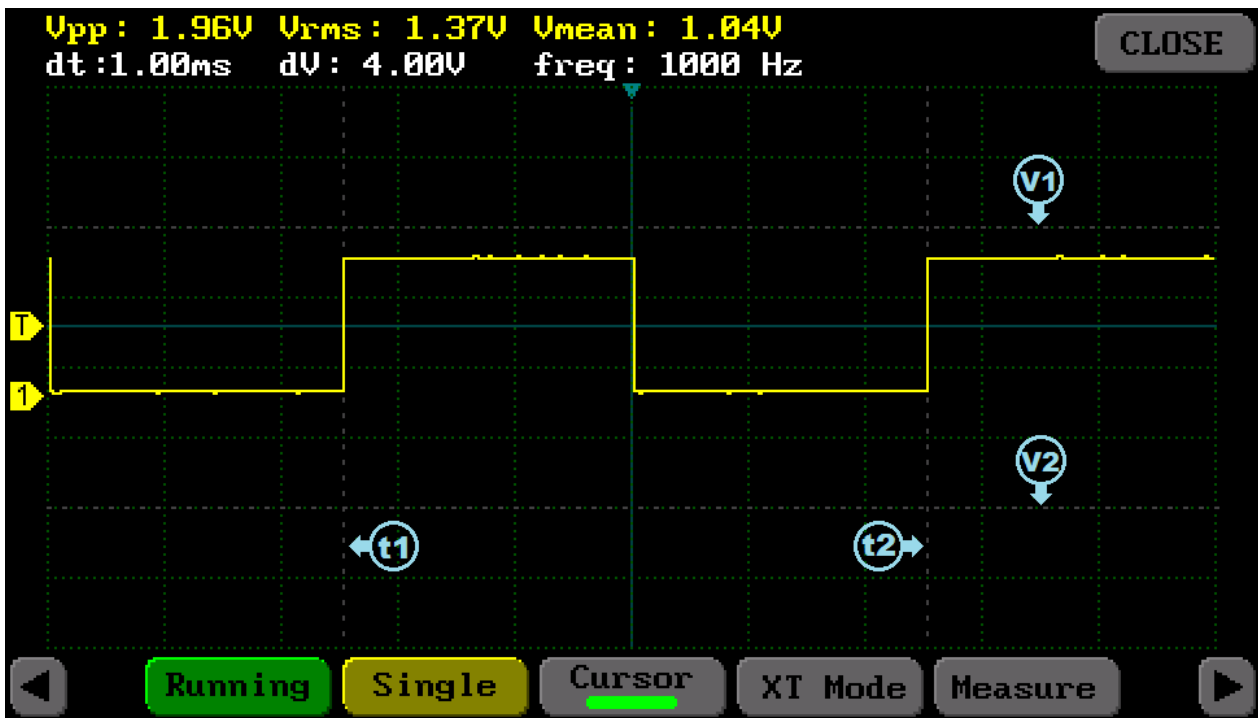 Vpp: 1.96V Vrms: 1.37V Vmean: 1.04V
CLOSE
dt:1.00ms dV: 4.00V freq: 1000 Hz
V1
T
1
V2
t1 t2
Running Single Cursor XT Mode Measure